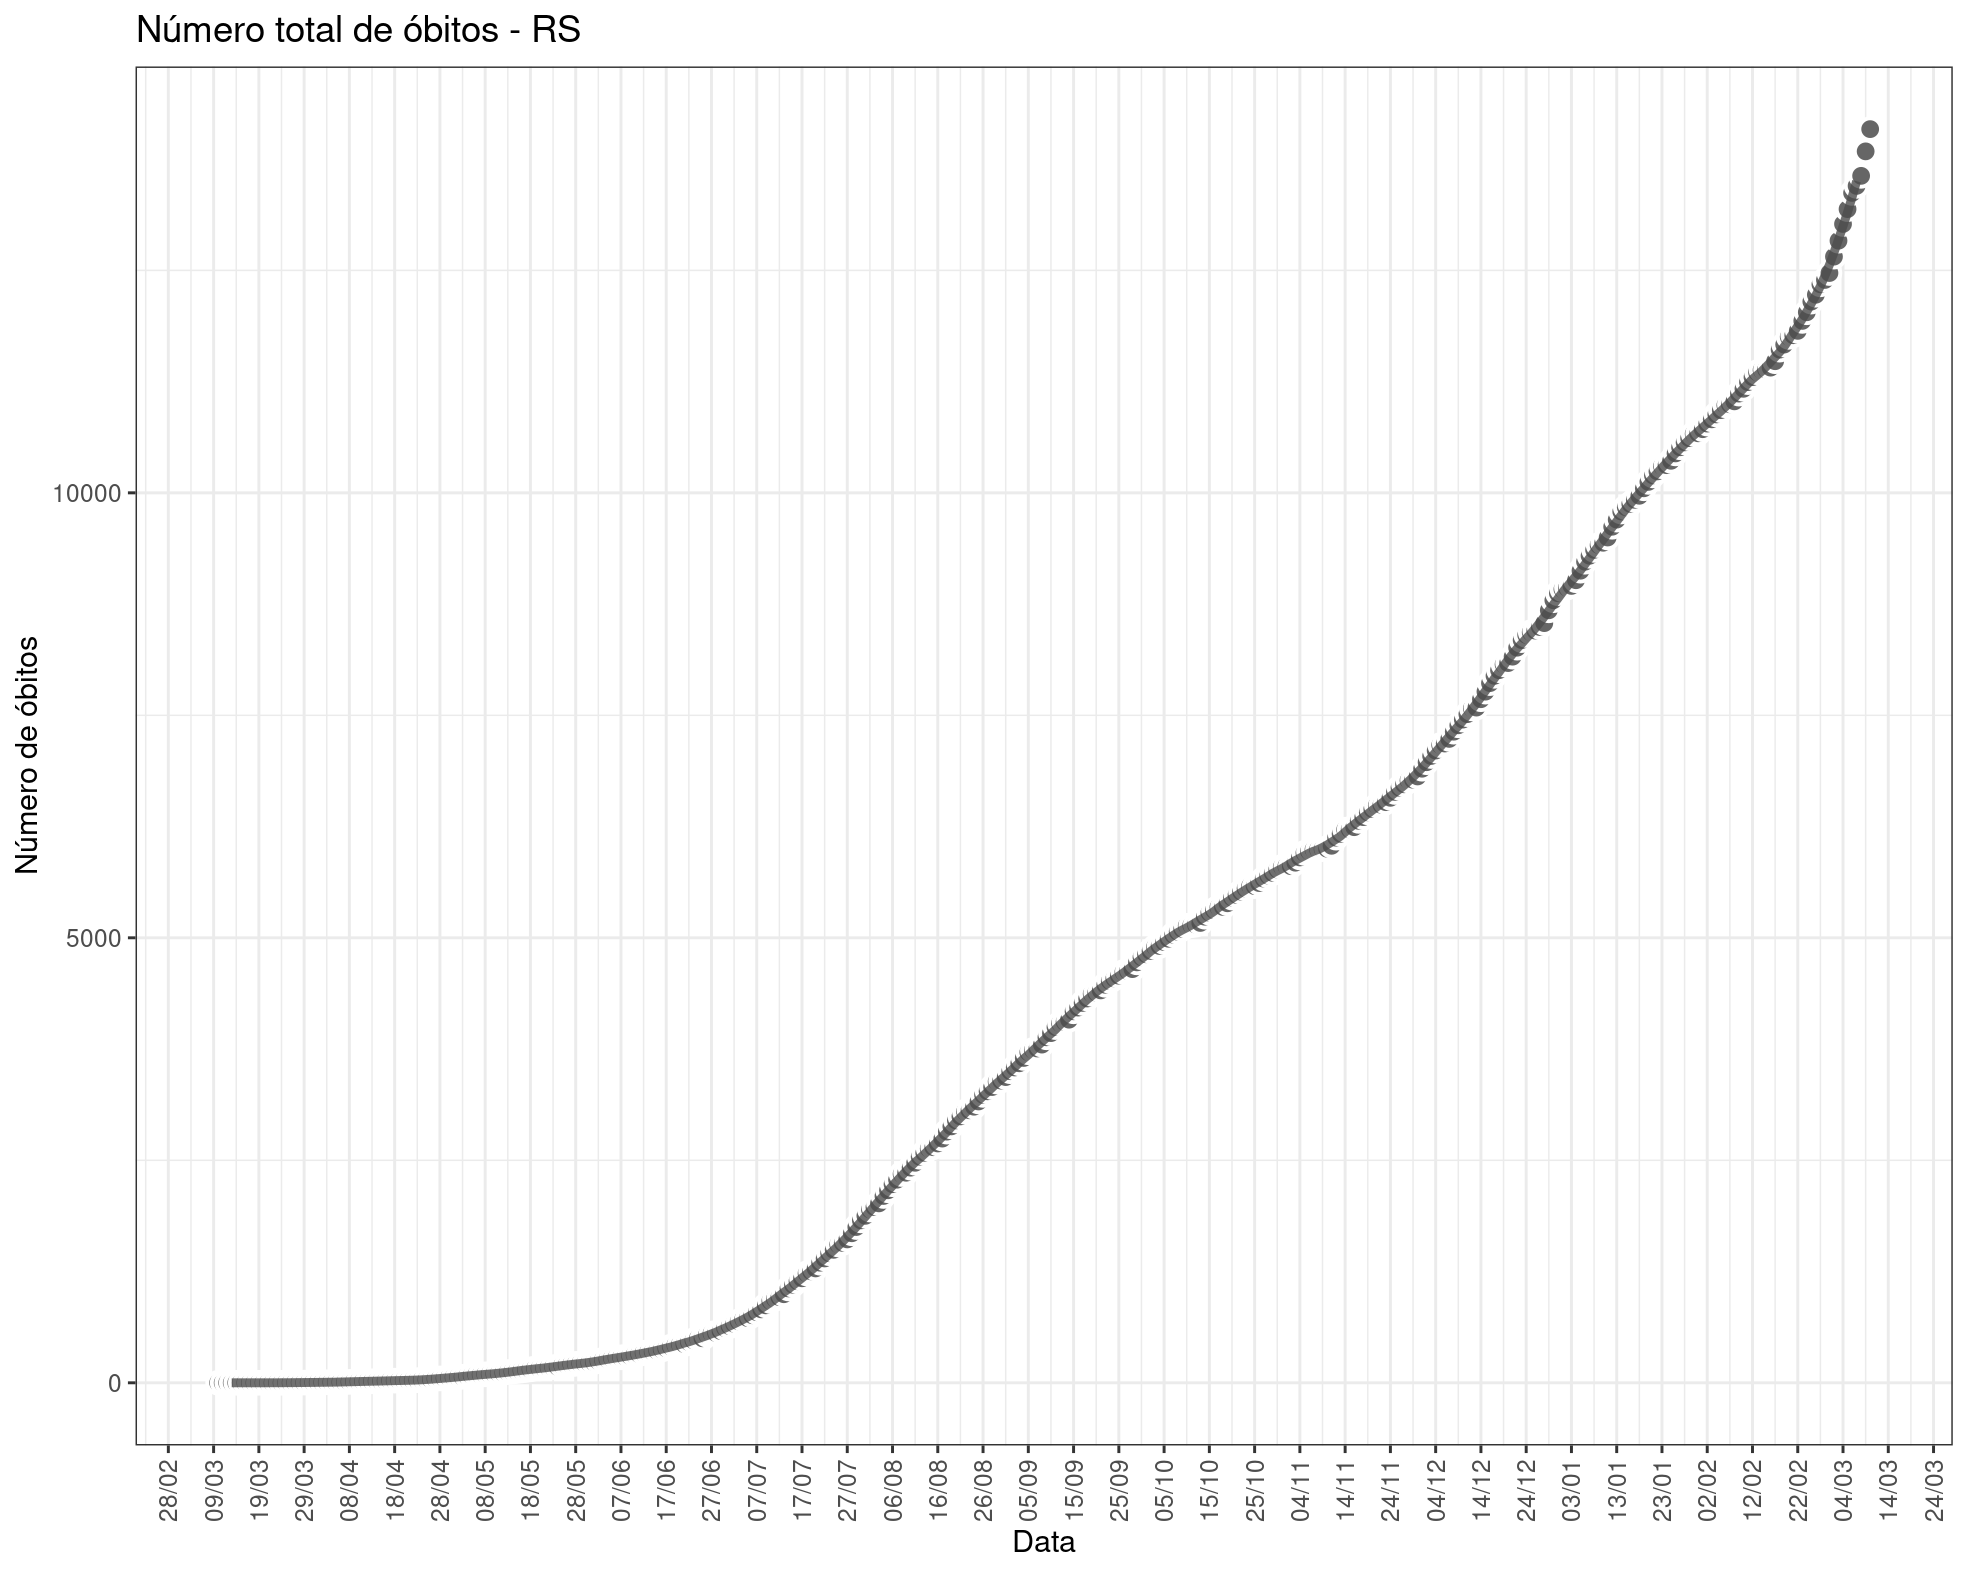 Número total de óbitos - RS
Número de óbitos
10000
5000
0
28/02 09/03 19/03 29/03 08/04 18/04 28/04 08/05 18/05 28/05 07/06 17/06 27/06 07/07 17/07 27/07 06/08 16/08 26/08 05/09 15/09 25/09 05/10 15/10 25/10 04/11 14/11 24/11 04/12 14/12 24/12 03/01 13/01 23/01 02/02 12/02 22/02 04/03 14/03 24/03
Data